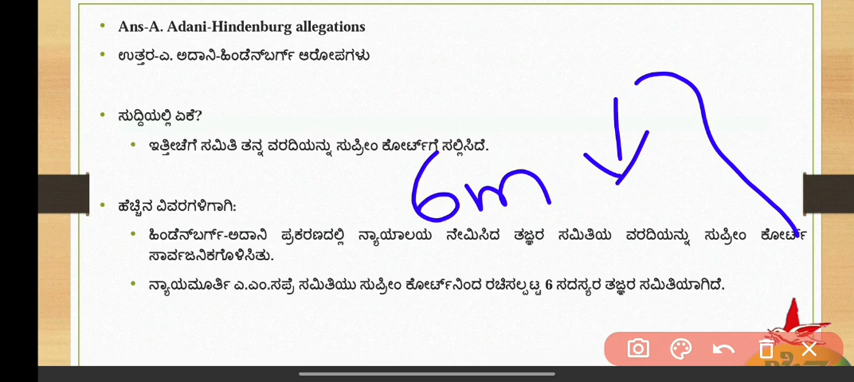 Ans-A. Adani-Hindenburg allegations
ಉತ್ತರ-ಎ. ಅದಾನಿ-ಹಿಂಡೆನ್‌ಬರ್ಗ್ ಆರೋಪಗಳು
ಸುದ್ದಿಯಲ್ಲಿ ಏಕೆ?
ಇತ್ತೀಚೆಗೆ ಸಮಿತಿ ತನ್ನ ವರದಿಯನ್ನು ಸುಪ್ರೀಂ ಕೋರ್ಟ್‌ಗೆ ಸಲ್ಲಿಸಿದೆ.
6m
ಹೆಚ್ಚಿನ ವಿವರಗಳಿಗಾಗಿ:
ಹಿಂಡೆನ್‌ಬರ್ಗ್-ಅದಾನಿ ಪ್ರಕರಣದಲ್ಲಿ ನ್ಯಾಯಾಲಯ ನೇಮಿಸಿದ ತಜ್ಞರ ಸಮಿತಿಯ ವರದಿಯನ್ನು ಸುಪ್ರೀಂ ಕೋರ್ಟ್
ಸಾರ್ವಜನಿಕಗೊಳಿಸಿತು.
ನ್ಯಾಯಮೂರ್ತಿ ಎ.ಎಂ.ಸಪ್ರೆ ಸಮಿತಿಯು ಸುಪ್ರೀಂ ಕೋರ್ಟ್‌ನಿಂದ ರಚಿಸಲ್ಪಟ್ಟ 6 ಸದಸ್ಯರ ತಜ್ಞರ ಸಮಿತಿಯಾಗಿದೆ.